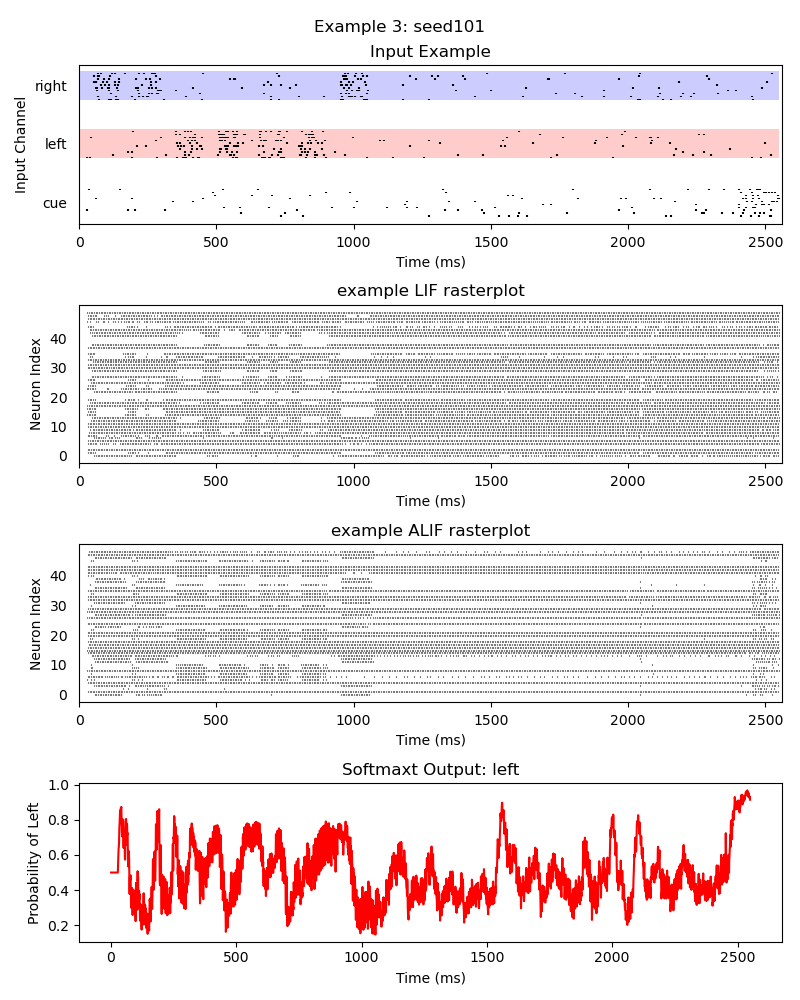 Example 3: seed101
Input Example
Input Channel
right
left
cue
0 500 1000 1500 2000 2500
Time (ms)
example LIF rasterplot
Neuron Index
40
30
20
10
0
0 500 1000 1500 2000 2500
Time (ms)
example ALIF rasterplot
Neuron Index
40
30
20
10
0
0 500 1000 1500 2000 2500
Time (ms)
Softmaxt Output: left
Probability of Left
1.0
0.8
0.6
0.4
0.2
0 500 1000 1500 2000 2500
Time (ms)